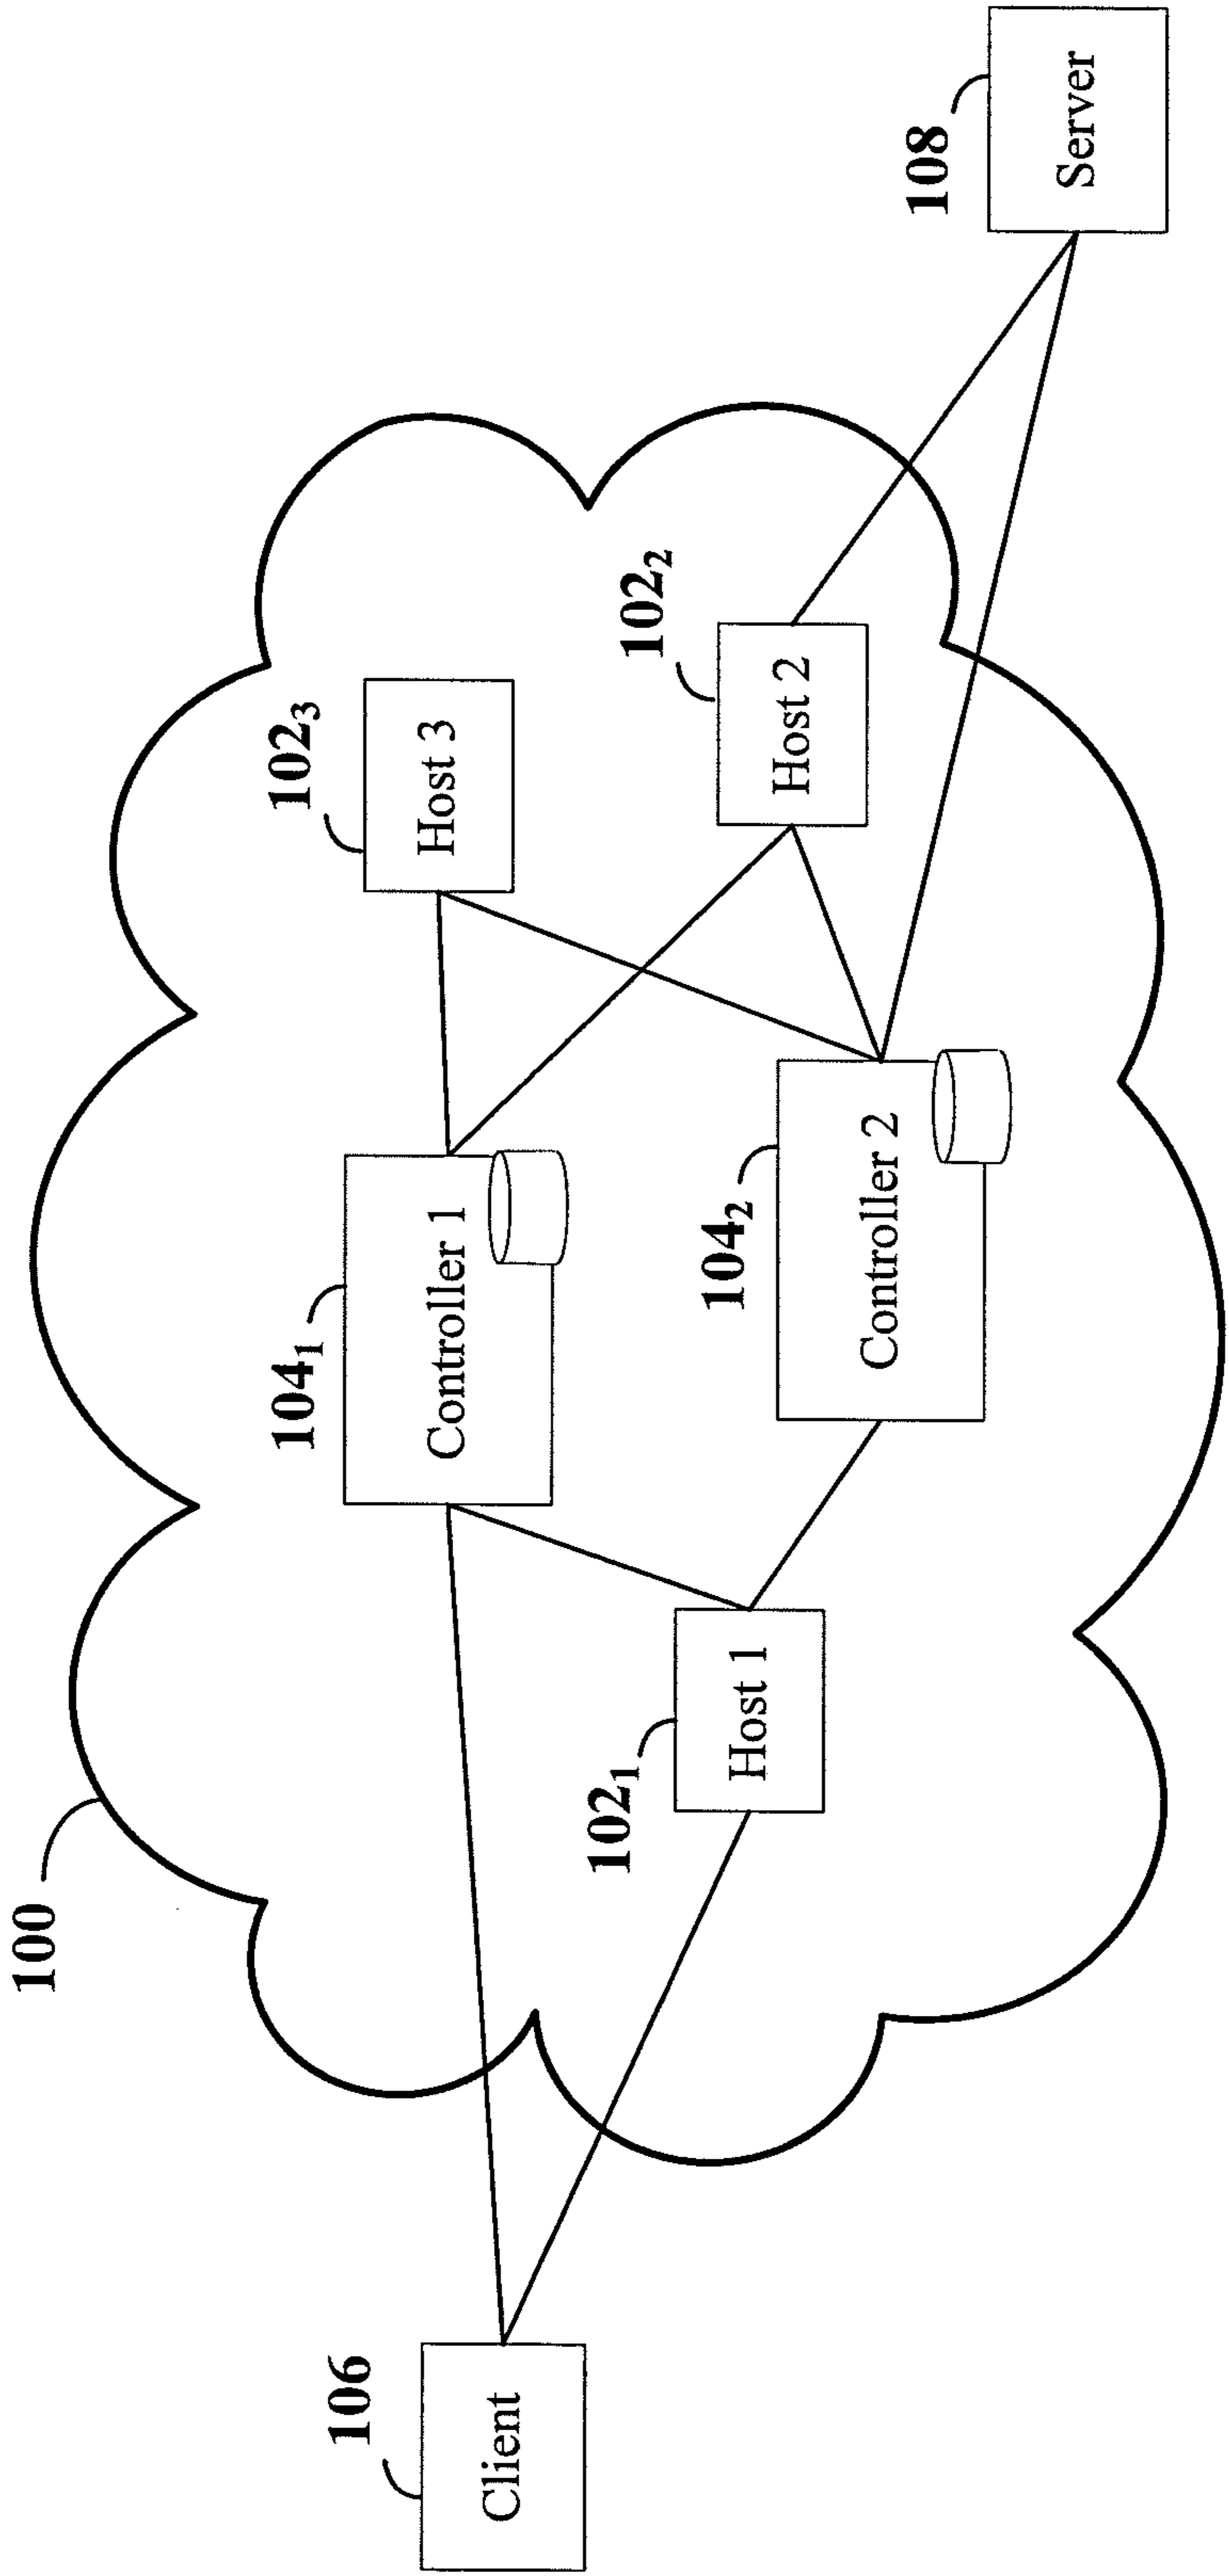 100
104₁
Controller 1
102₃
Host 3
106
Client
102₁
Host 1
104₂
Controller 2
102₂
Host 2
108
Server